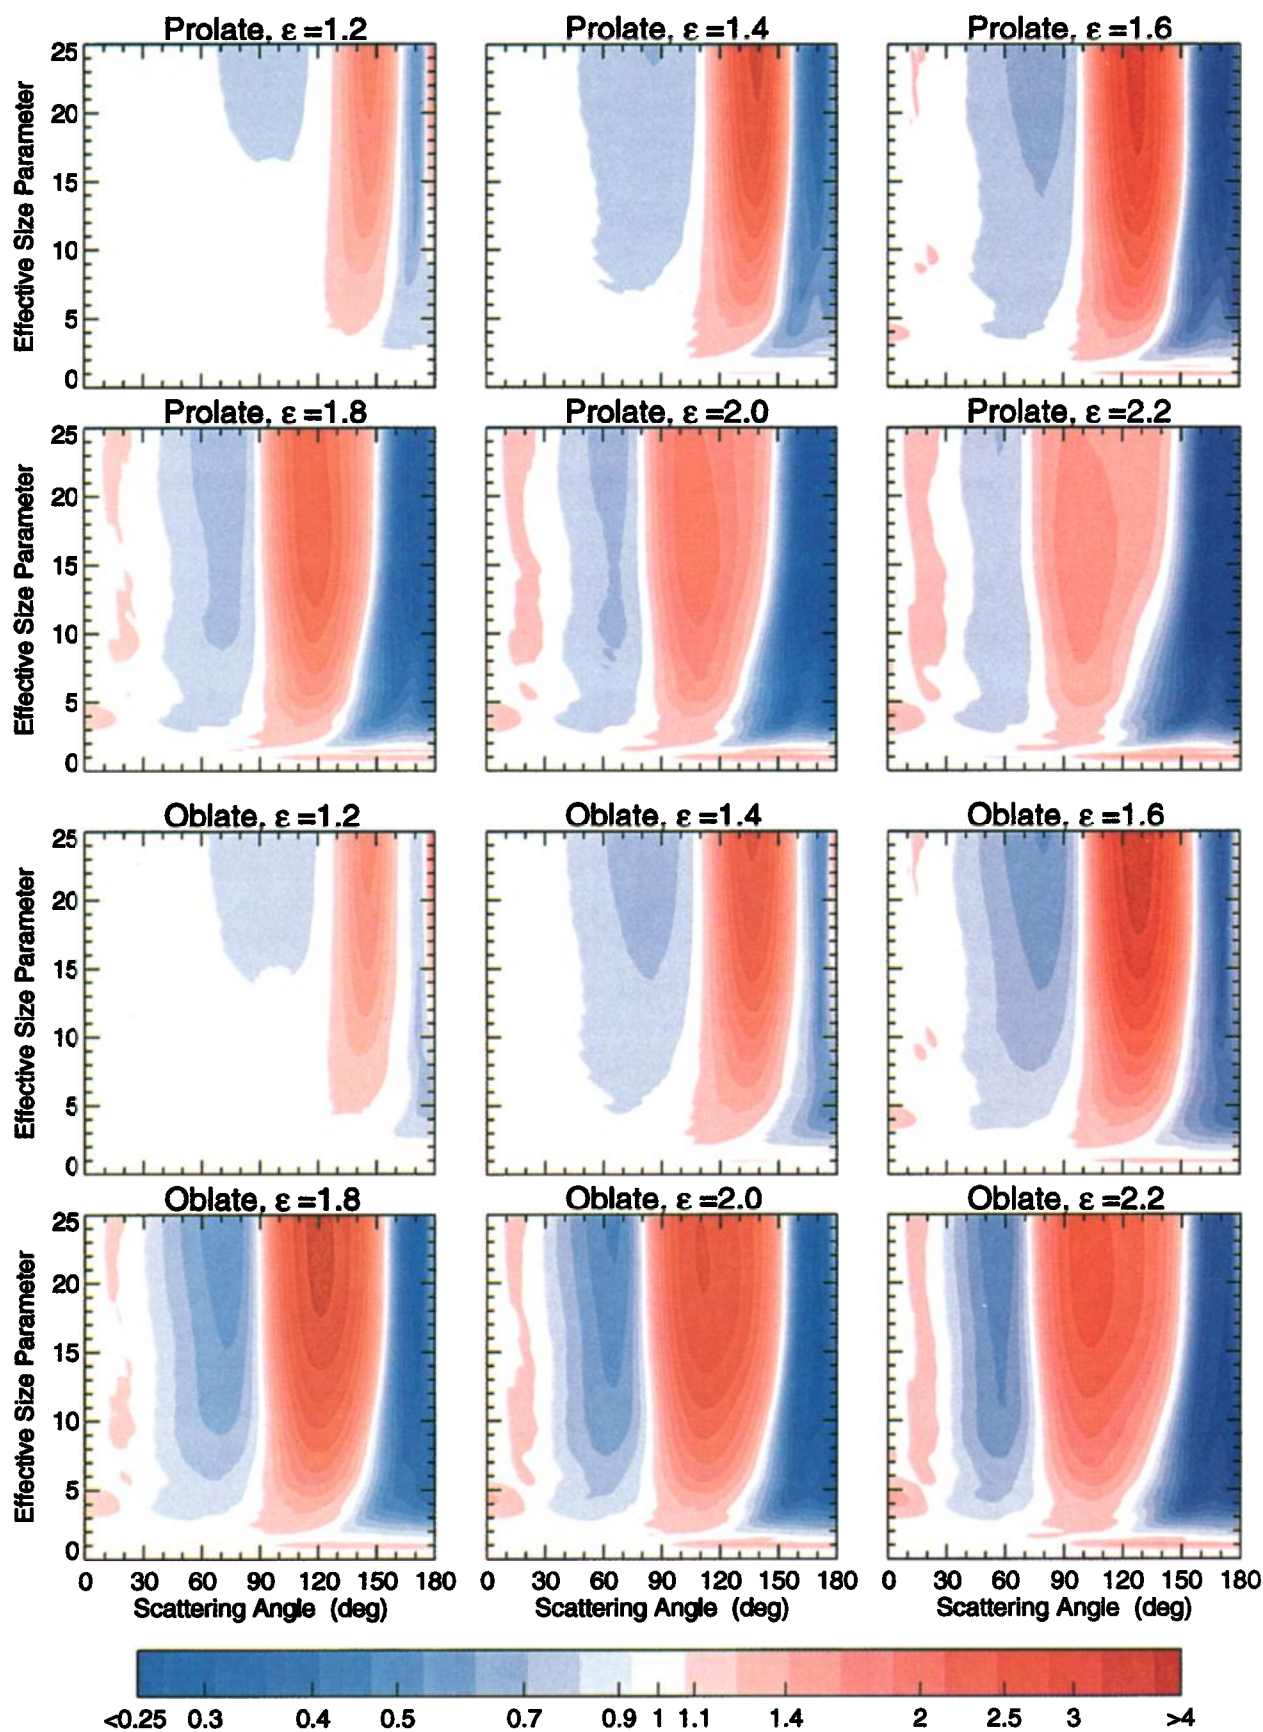 Prolate, ε =1.2 Prolate, ε =1.4 Prolate, ε =1.6
25
20
15
10
5
0
Effective Size Parameter
Prolate, ε =1.8 Prolate, ε =2.0 Prolate, ε =2.2
25
20
15
10
5
0
Effective Size Parameter
Oblate, ε =1.2 Oblate, ε =1.4 Oblate, ε =1.6
25
20
15
10
5
0
Effective Size Parameter
Oblate, ε =1.8 Oblate, ε =2.0 Oblate, ε =2.2
25
20
15
10
5
0
Effective Size Parameter
0 30 60 90 120 150 180 0 30 60 90 120 150 180 0 30 60 90 120 150 180
Scattering Angle (deg) Scattering Angle (deg) Scattering Angle (deg)
<0.25 0.3 0.4 0.5 0.7 0.9 1 1.1 1.4 2 2.5 3 >4